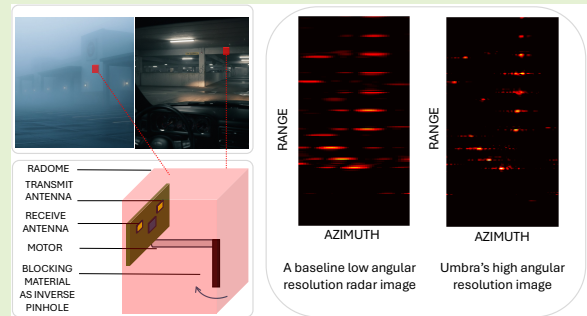 RADOME
TRANSMIT
ANTENNA
RECEIVE
ANTENNA
MOTOR
BLOCKING
MATERIAL
AS INVERSE
PINHOLE
RANGE
AZIMUTH
A baseline low angular
resolution radar image
RANGE
AZIMUTH
Umbra's high angular
resolution image